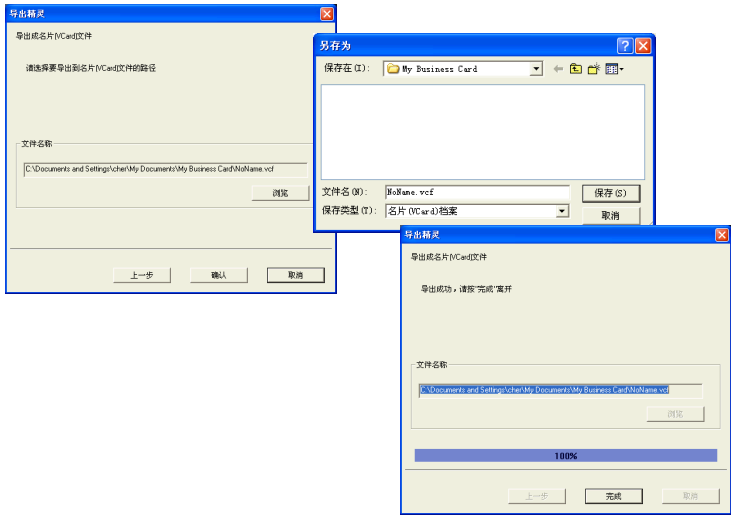 导出精灵
导出成名片(VCard)文件
请选择要导出到名片(VCard)文件的路径
文件名称
C:\Documents and Settings\cher\My Documents\My Business Card\NoName.vcf
浏览
上一步 确认 取消
另存为
保存在(I): My Business Card
文件名(N): NoName.vcf 保存(S)
保存类型(T): 名片(VCard)档案 取消
导出精灵
导出成名片(VCard)文件
导出成功，请按"完成"离开
文件名称
C:\Documents and Settings\cher\My Documents\My Business Card\NoName.vcf
浏览
100%
上一步 完成 取消